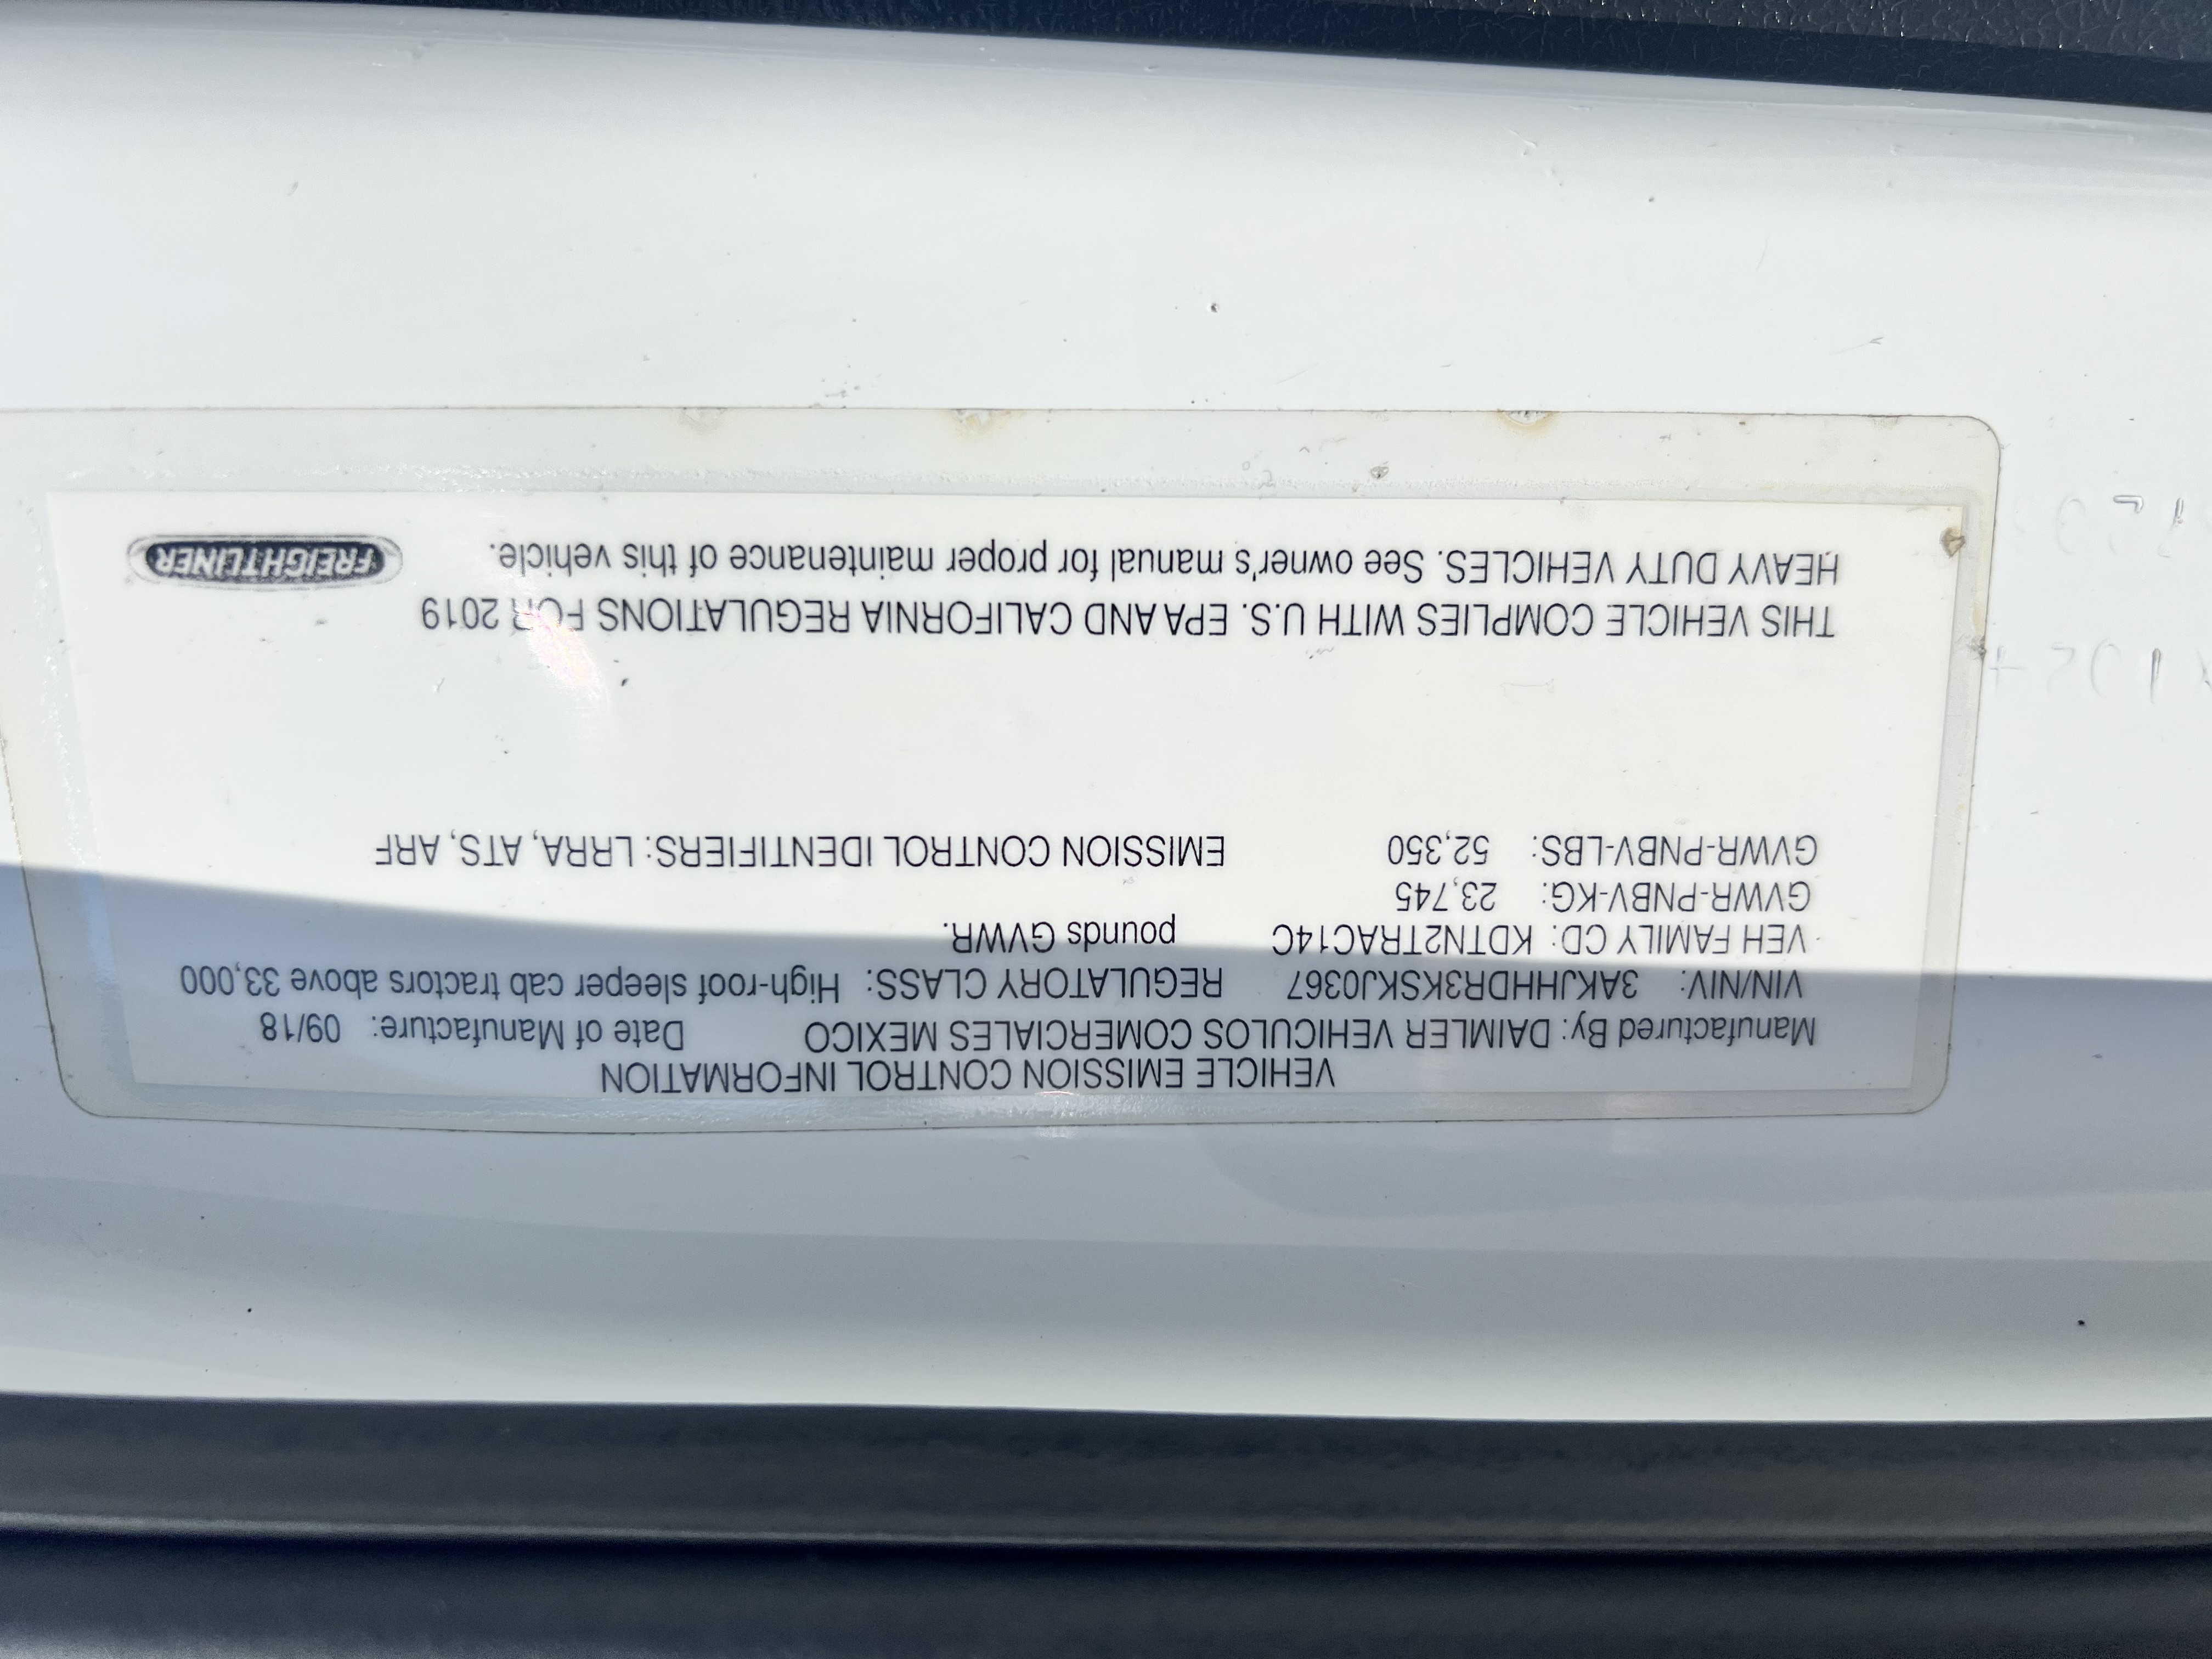 VEHICLE EMISSION CONTROL INFORMATION
Manufactured By: DAIMLER VEHICULOS COMERCIALES MEXICO Date of Manufacture: 09/18
VIN/NIV: 3AKJHHDR3KSKJ0367 REGULATORY CLASS: High-roof sleeper cab tractors above 33,000
VEH FAMILY CD: KDTN2TRAC14C pounds GVWR.
GVWR-PNBV-KG: 23,745
GVWR-PNBV-LBS: 52,350 EMISSION CONTROL IDENTIFIERS: LRRA, ATS, ARF
THIS VEHICLE COMPLIES WITH U.S. EPA AND CALIFORNIA REGULATIONS FOR 2019
HEAVY DUTY VEHICLES. See owner's manual for proper maintenance of this vehicle.
FREIGHTLINER